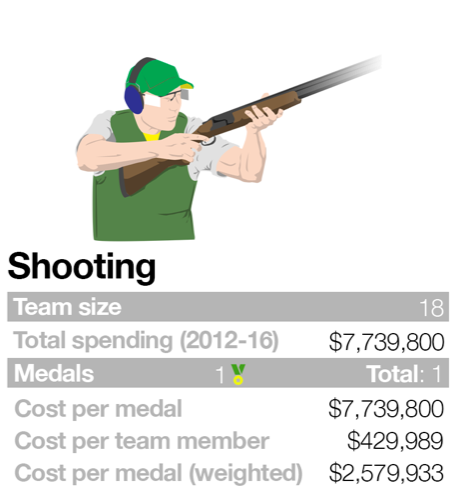 Shooting
Team size 18
Total spending (2012-16) $7,739,800
Medals 1 Total: 1
Cost per medal $7,739,800
Cost per team member $429,989
Cost per medal (weighted) $2,579,933